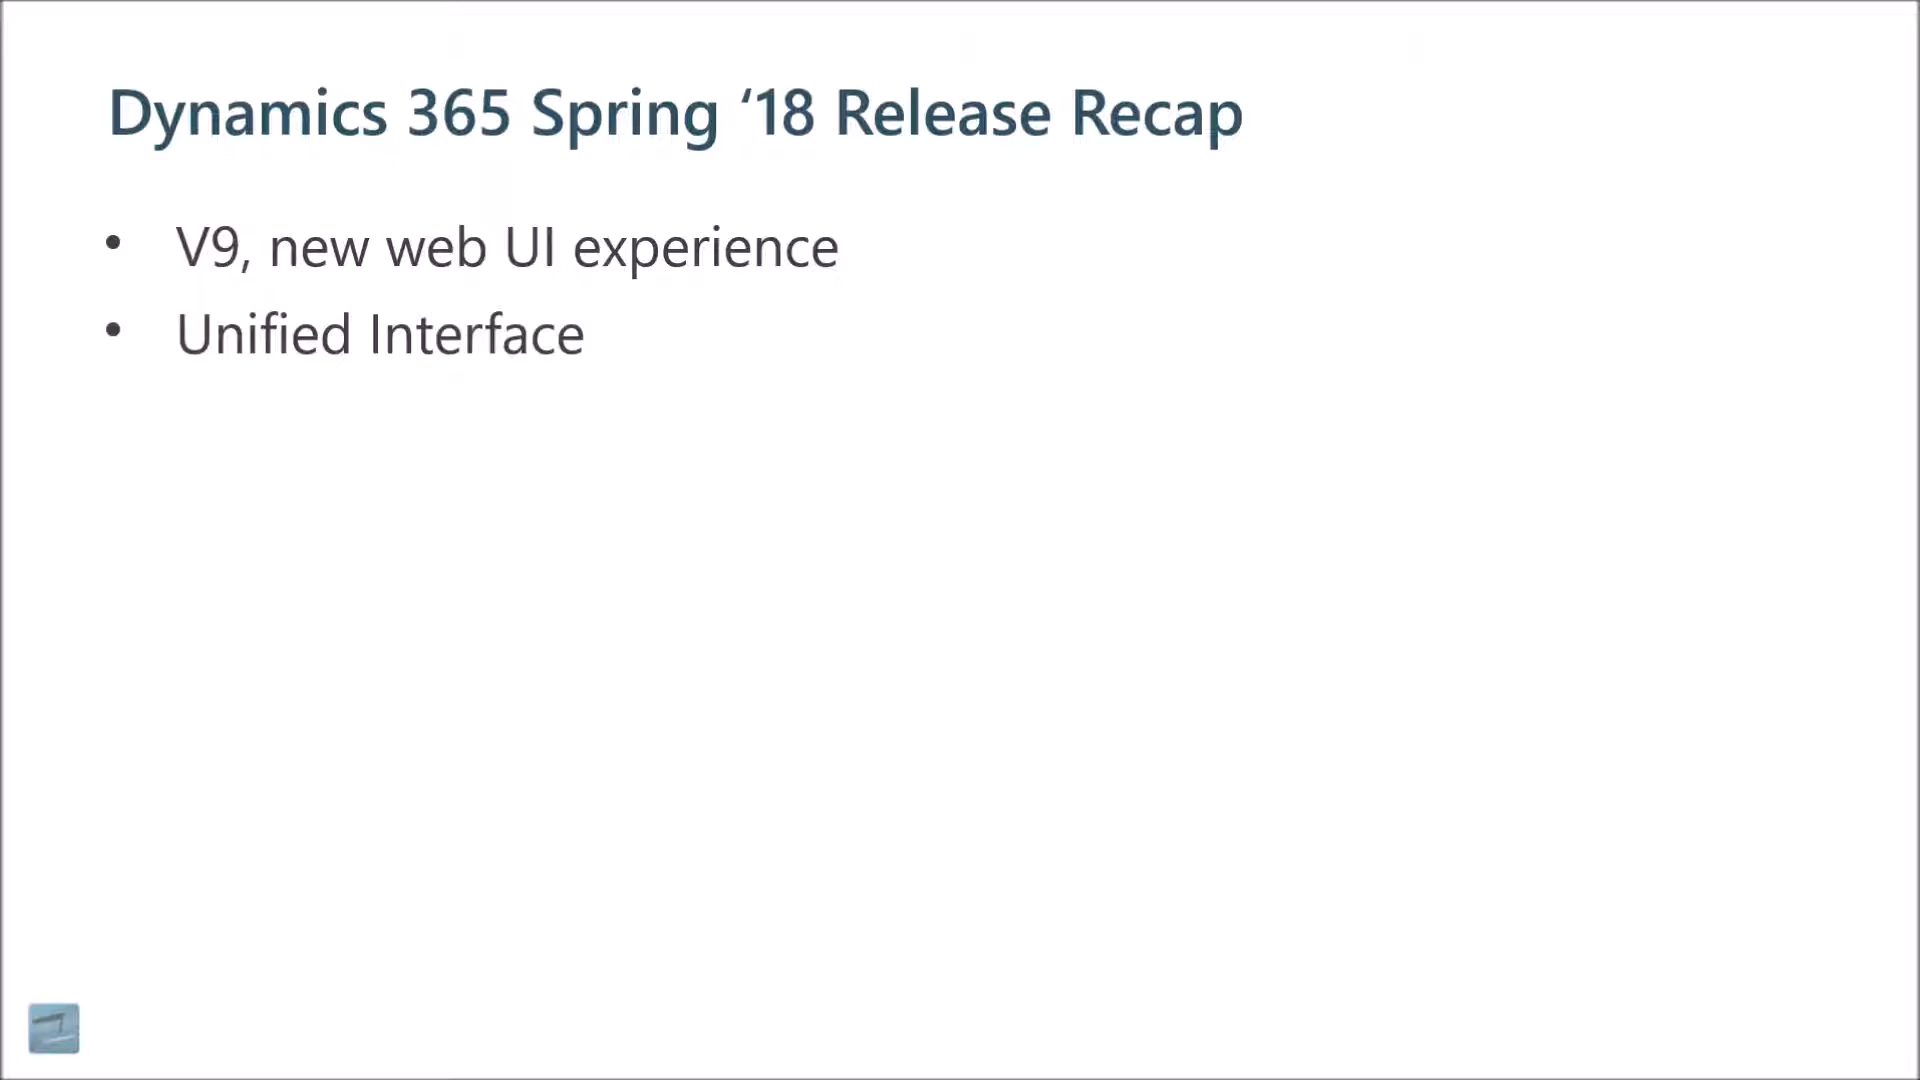 Dynamics 365 Spring ‘18 Release Recap
• V9, new web UI experience
• Unified Interface